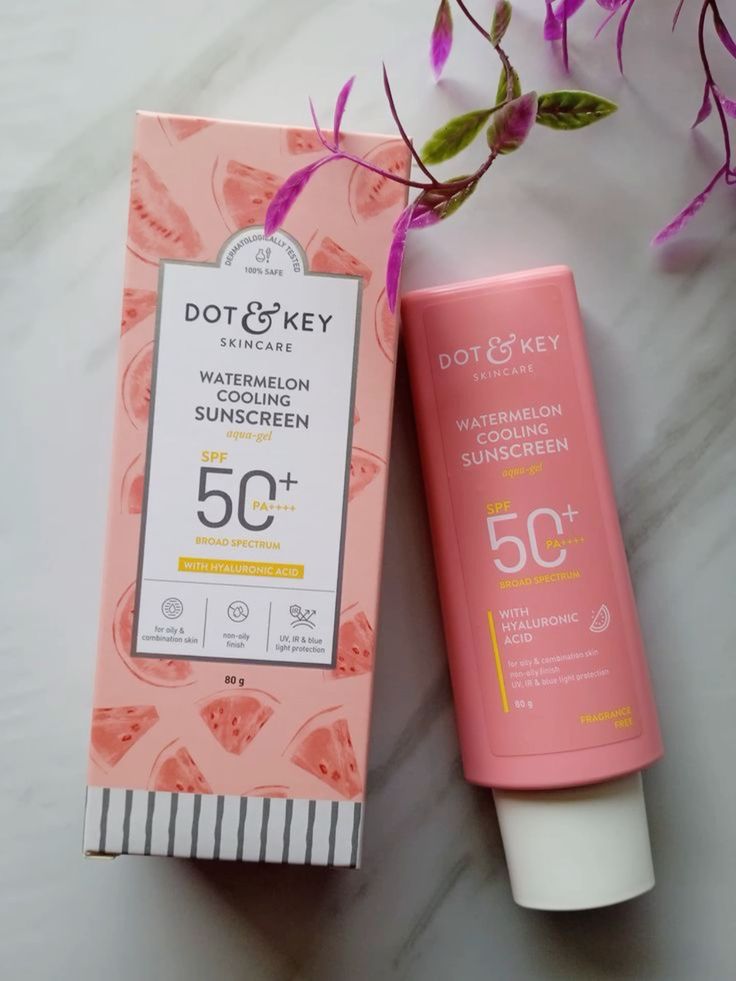 DERMATOLOGICALLY TESTED
100% SAFE
DOT & KEY
SKINCARE
WATERMELON
COOLING
SUNSCREEN
aqua-gel
SPF
50+
PA++++
BROAD SPECTRUM
WITH HYALURONIC ACID
for oily &
combination skin
non-oily
finish
UV, IR & blue
light protection
80 g
DOT & KEY
SKINCARE
WATERMELON
COOLING
SUNSCREEN
aqua-gel
SPF
50+
PA++++
BROAD SPECTRUM
WITH
HYALURONIC
ACID
for oily & combination skin
non-oily finish
UV, IR & blue light protection
80 g
FRAGRANCE
FREE